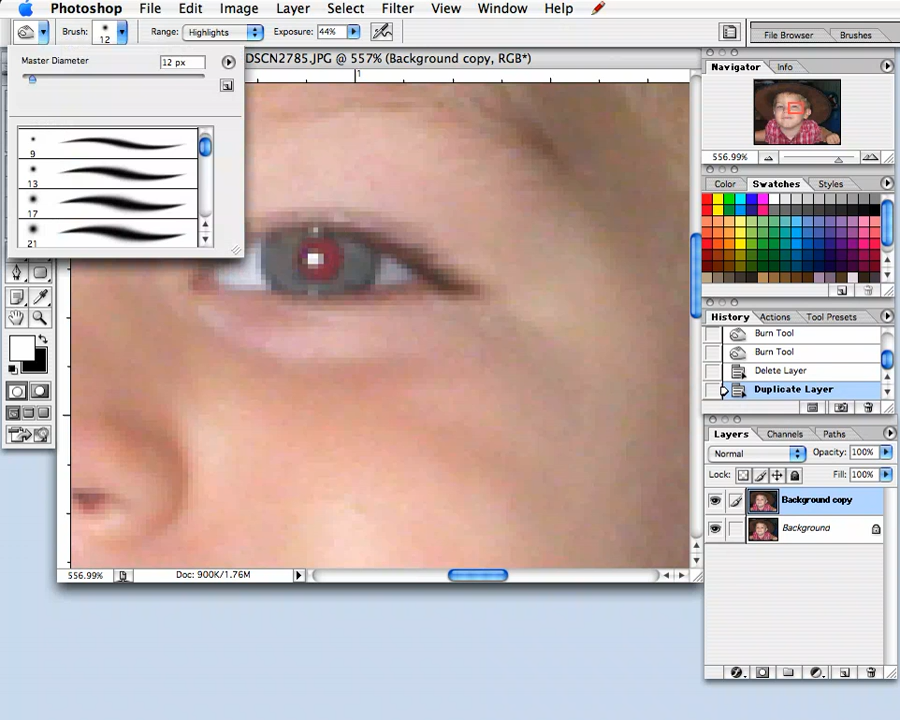 Photoshop File Edit Image Layer Select Filter View Window Help
Brush: 12 Range: Highlights Exposure: 44% File Browser Brushes
Master Diameter 12 px
9
13
17
21
DSCN2785.JPG @ 557% (Background copy, RGB*)
1
556.99% Doc: 900K/1.76M
Navigator Info
556.99%
Color Swatches Styles
History Actions Tool Presets
Burn Tool
Burn Tool
Delete Layer
Duplicate Layer
Layers Channels Paths
Normal Opacity: 100%
Lock: Fill: 100%
Background copy
Background